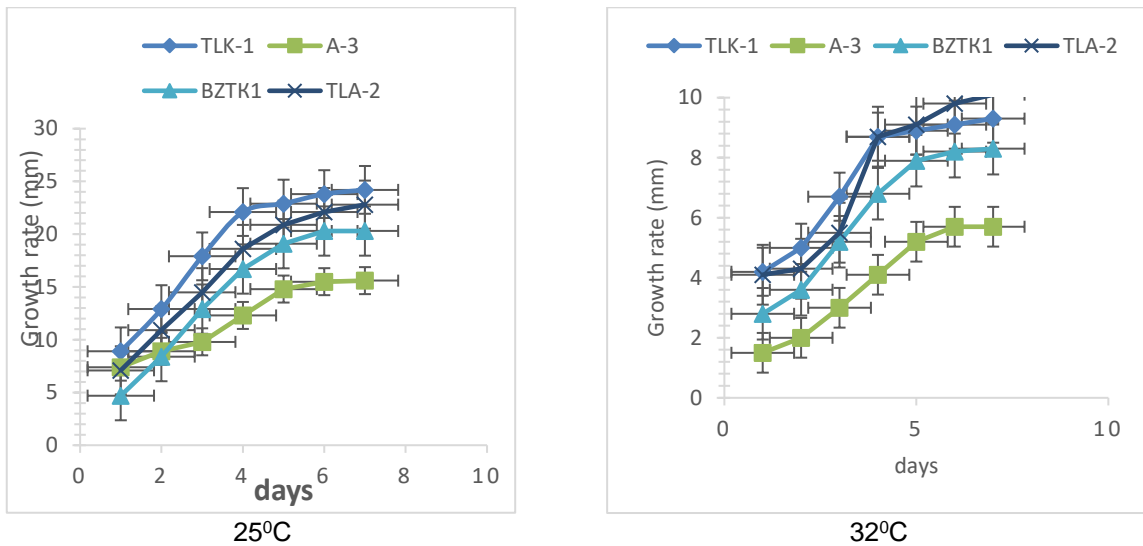 TLK-1 A-3
BZTK1 TLA-2
Growth rate (mm)
30
25
20
15
10
5
0
0 2 4 6 8 10
days
25⁰C
TLK-1 A-3 BZTK1 TLA-2
Growth rate (mm)
10
8
6
4
2
0
0 5 10
days
32⁰C